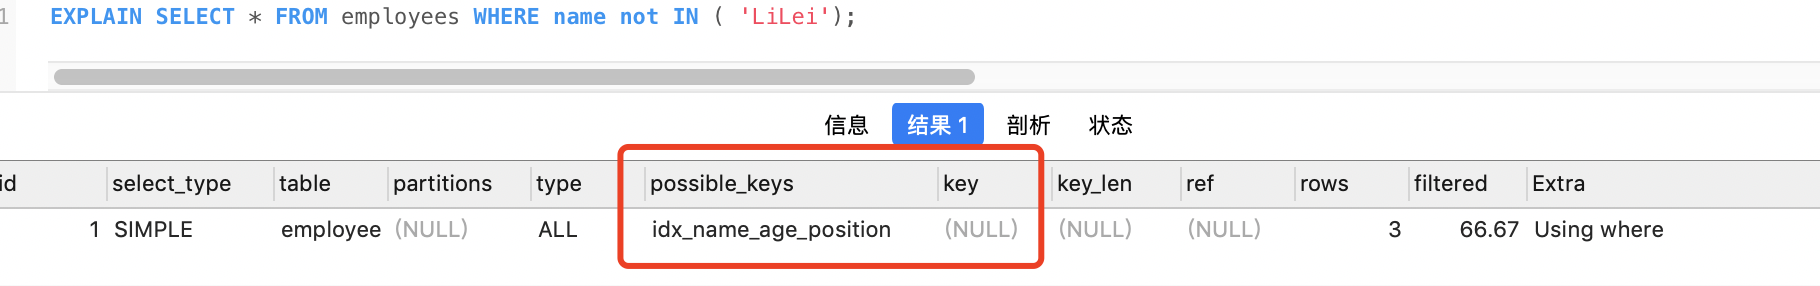 1 EXPLAIN SELECT * FROM employees WHERE name not IN ( 'LiLei');
信息 结果 1 剖析 状态
id select_type table partitions type possible_keys key key_len ref rows filtered Extra
1 SIMPLE employee (NULL) ALL idx_name_age_position (NULL) (NULL) (NULL) 3 66.67 Using where